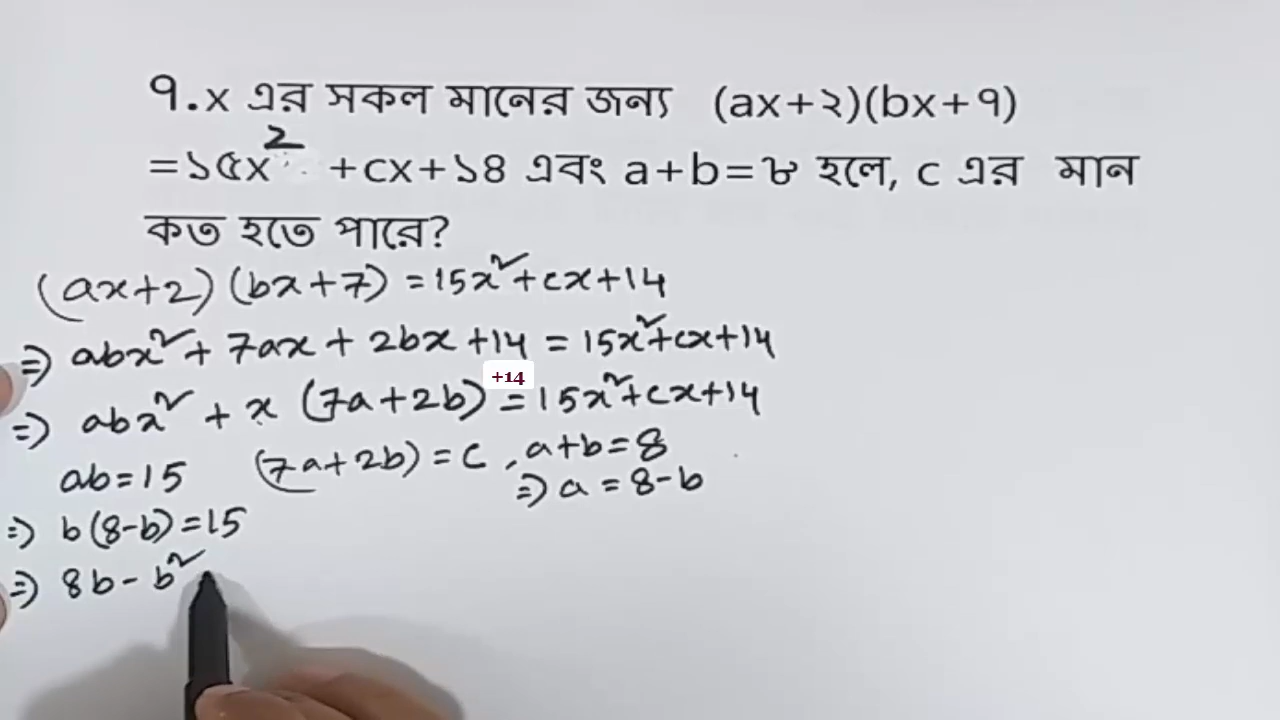 ৭.x এর সকল মানের জন্য (ax+২)(bx+৭)
=১৫x² +cx+১৪ এবং a+b=৮ হলে, c এর মান
কত হতে পারে?
(ax+2) (bx+7) = 15x²+cx+14
⇒ abx² + 7ax + 2bx +14 = 15x²+cx+14
+14
⇒ abx² + x (7a+2b) = 15x²+cx+14
ab=15 (7a+2b) = c , a+b=8
⇒ a = 8-b
⇒ b(8-b) = 15
⇒ 8b - b²